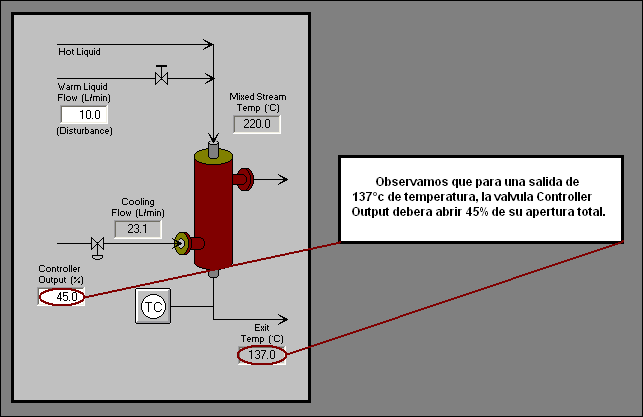 Hot Liquid
Warm Liquid
Flow (L/min)
10.0
(Disturbance)
Mixed Stream
Temp (°C)
220.0
Cooling
Flow (L/min)
23.1
Controller
Output (%)
45.0
TC
Exit
Temp (°C)
137.0
Observamos que para una salida de
137°c de temperatura, la valvula Controller
Output debera abrir 45% de su apertura total.